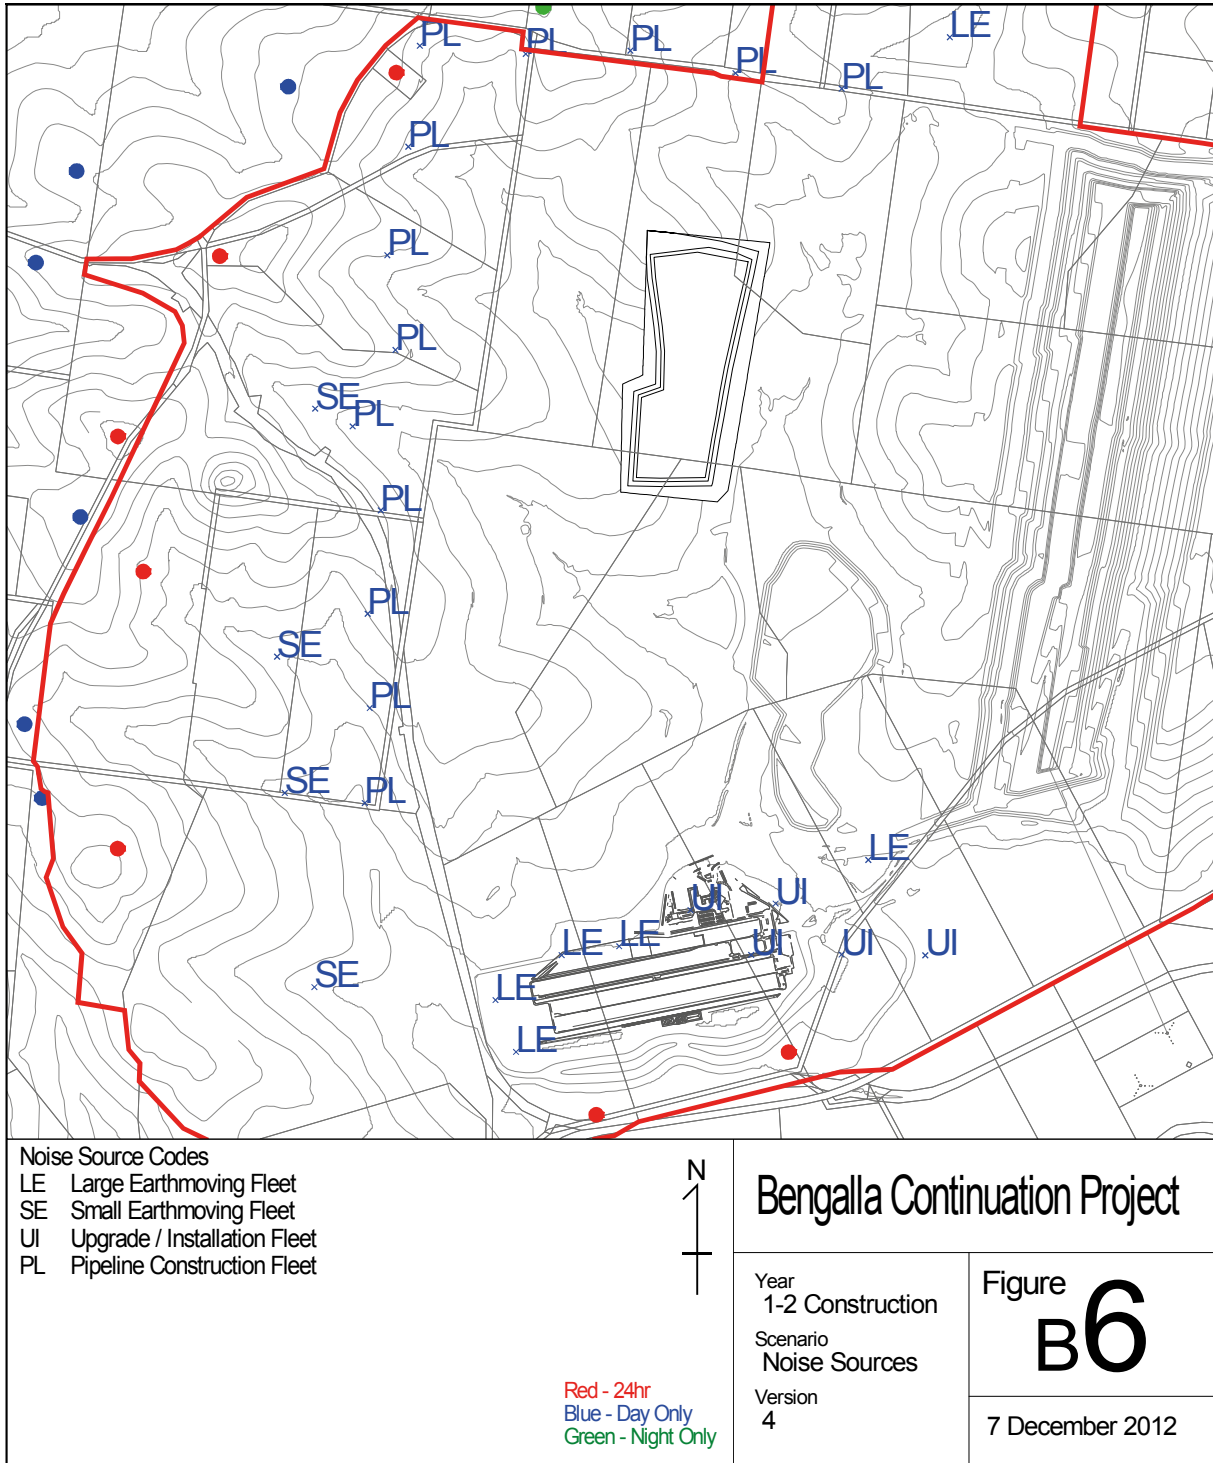 LE
PL
PL
PL
PL
PL
PL
PL
PL
SE
PL
PL
PL
SE
PL
SE
PL
LE
UI
UI
LE
LE
UI
UI
UI
SE
LE
LE
Noise Source Codes
LE Large Earthmoving Fleet
SE Small Earthmoving Fleet
UI Upgrade / Installation Fleet
PL Pipeline Construction Fleet
N
Red - 24hr
Blue - Day Only
Green - Night Only
Bengalla Continuation Project
Year
1-2 Construction
Scenario
Noise Sources
Version
4
Figure
B6
7 December 2012